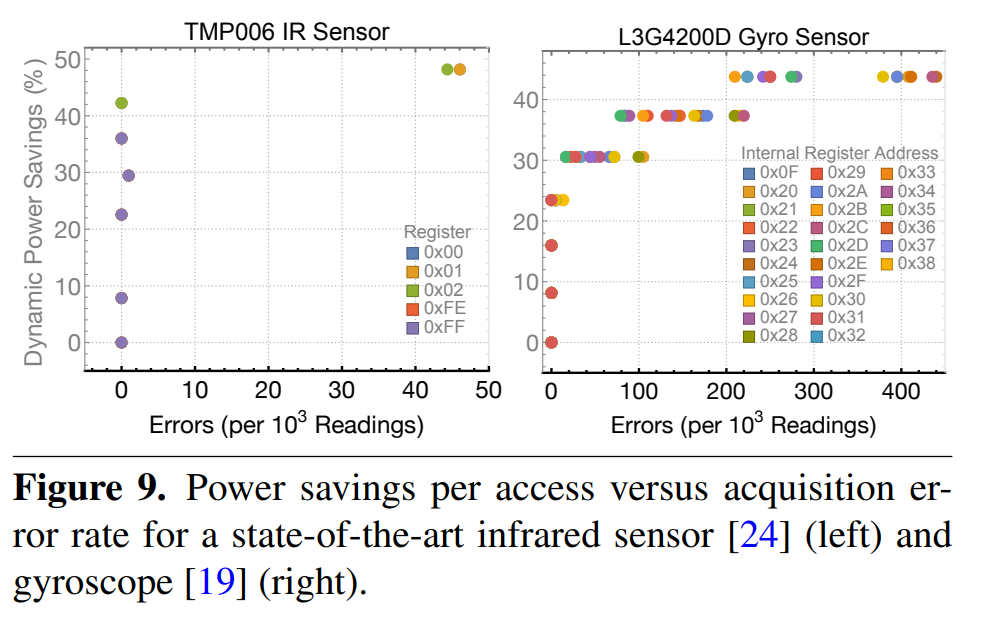 TMP006 IR Sensor
Dynamic Power Savings (%)
50
40
30
20
10
0
Register
0x00
0x01
0x02
0xFE
0xFF
0 10 20 30 40 50
Errors (per 10³ Readings)
L3G4200D Gyro Sensor
40
30
20
10
0
Internal Register Address
0x0F 0x29 0x33
0x20 0x2A 0x34
0x21 0x2B 0x35
0x22 0x2C 0x36
0x23 0x2D 0x37
0x24 0x2E 0x38
0x25 0x2F
0x26 0x30
0x27 0x31
0x28 0x32
0 100 200 300 400
Errors (per 10³ Readings)
Figure 9. Power savings per access versus acquisition er-
ror rate for a state-of-the-art infrared sensor [24] (left) and
gyroscope [19] (right).